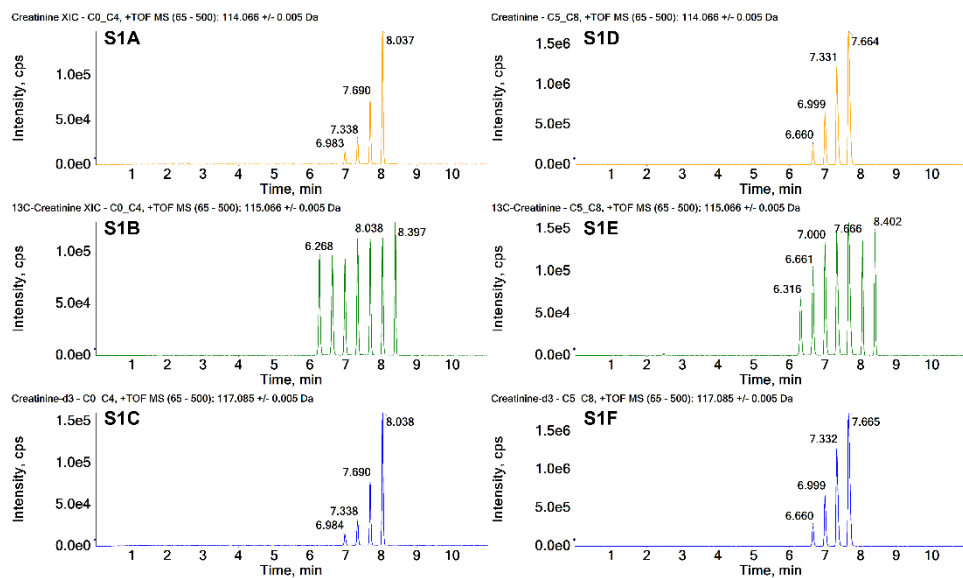 Creatinine XIC - C0_C4, +TOF MS (65 - 500): 114.066 +/- 0.005 Da
S1A
Intensity, cps
1.0e5
5.0e4
0.0e0
6.983
7.338
7.690
8.037
1 2 3 4 5 6 7 8 9 10
Time, min
Creatinine - C5_C8, +TOF MS (65 - 500): 114.066 +/- 0.005 Da
S1D
Intensity, cps
1.5e6
1.0e6
5.0e5
0.0e0
6.660
6.999
7.331
7.664
1 2 3 4 5 6 7 8 9 10
Time, min
13C-Creatinine XIC - C0_C4, +TOF MS (65 - 500): 115.066 +/- 0.005 Da
S1B
Intensity, cps
1.0e5
5.0e4
0.0e0
6.268
8.038
8.397
1 2 3 4 5 6 7 8 9 10
Time, min
13C-Creatinine - C5_C8, +TOF MS (65 - 500): 115.066 +/- 0.005 Da
S1E
Intensity, cps
1.5e5
1.0e5
5.0e4
0.0e0
6.316
6.661
7.000
7.666
8.402
1 2 3 4 5 6 7 8 9 10
Time, min
Creatinine-d3 - C0_C4, +TOF MS (65 - 500): 117.085 +/- 0.005 Da
S1C
Intensity, cps
1.5e5
1.0e5
5.0e4
0.0e0
6.984
7.338
7.690
8.038
1 2 3 4 5 6 7 8 9 10
Time, min
Creatinine-d3 - C5_C8, +TOF MS (65 - 500): 117.085 +/- 0.005 Da
S1F
Intensity, cps
1.5e6
1.0e6
5.0e5
0.0e0
6.660
6.999
7.332
7.665
1 2 3 4 5 6 7 8 9 10
Time, min